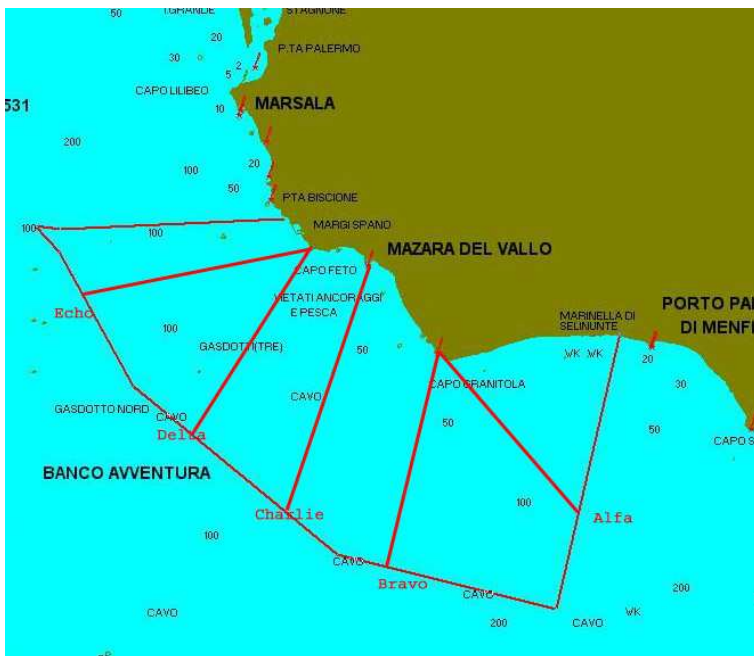 50
I.GRANDE
STAGNONE
20
P.TA PALERMO
30
2
5
CAPO LILIBEO
MARSALA
531
10
200
20
100
50
PTA BISCIONE
MARGI SPANO
100
100
MAZARA DEL VALLO
CAPO FETO
VIETATI ANCORAGGI
E PESCA
Echo
100
GASDOTTI(TRE)
50
MARINELLA DI
SELINUNTE
PORTO PA
DI MENF
WK WK
20
30
CAPO GRANITOLA
CAVO
GASDOTTO NORD
CAVO
50
50
Delta
CAPO S
BANCO AVVENTURA
100
Charlie
Alfa
100
CAVO
Bravo
CAVO
200
CAVO
200
CAVO
WK